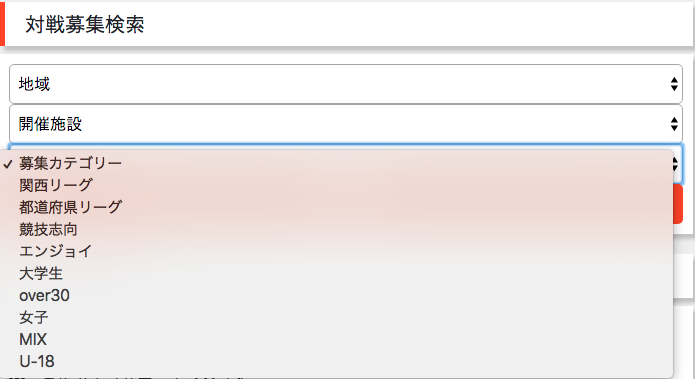 対戦募集検索
地域
開催施設
✓ 募集カテゴリー
関西リーグ
都道府県リーグ
競技志向
エンジョイ
大学生
over30
女子
MIX
U-18